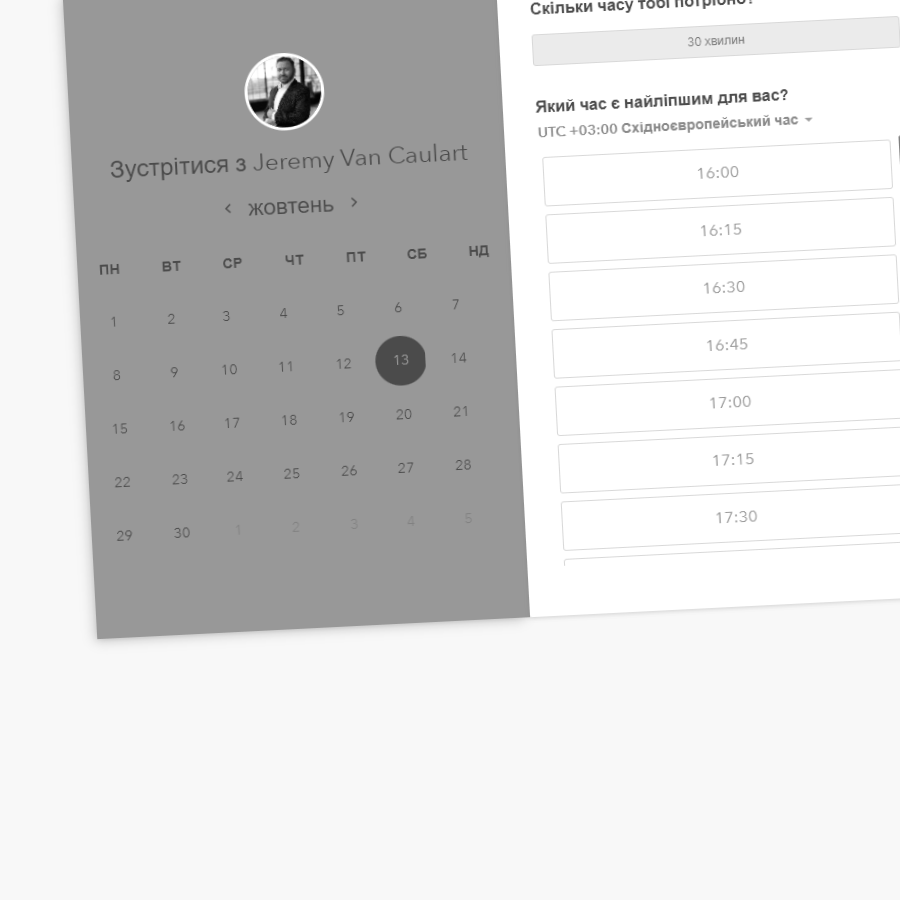 Зустрітися з Jeremy Van Caulart
жовтень
ПН ВТ СР ЧТ ПТ СБ НД
1 2 3 4 5 6 7
8 9 10 11 12 13 14
15 16 17 18 19 20 21
22 23 24 25 26 27 28
29 30 1 2 3 4 5
Скільки часу тобі потрібно?
30 хвилин
Який час є найліпшим для вас?
UTC +03:00 Східноєвропейський час
16:00
16:15
16:30
16:45
17:00
17:15
17:30